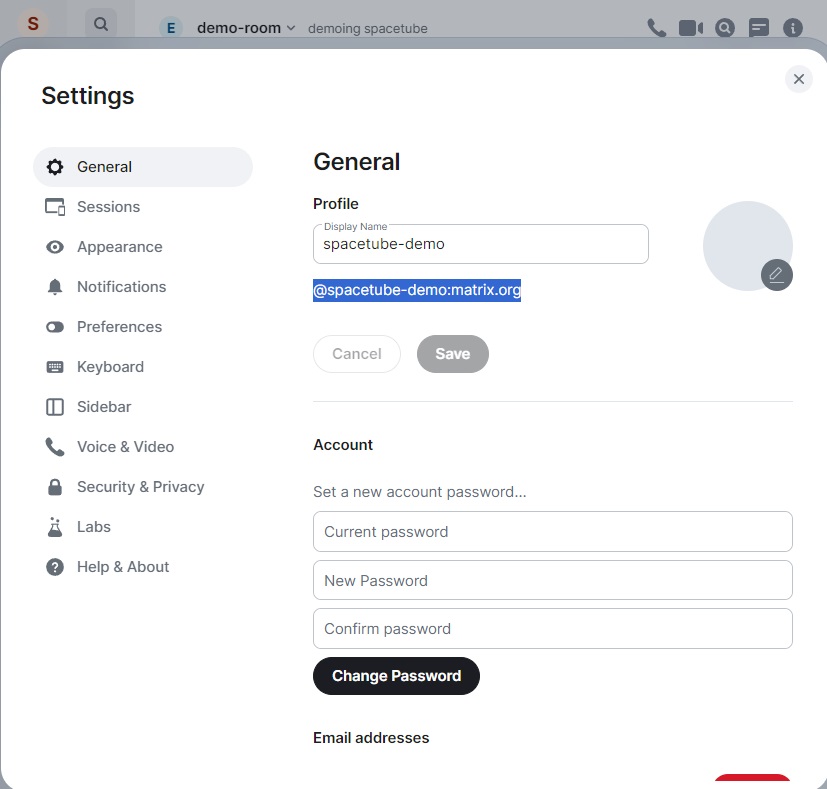 S
E demo-room demoing spacetube
Settings
General
Sessions
Appearance
Notifications
Preferences
Keyboard
Sidebar
Voice & Video
Security & Privacy
Labs
Help & About
General
Profile
Display Name
spacetube-demo
@spacetube-demo:matrix.org
Cancel Save
Account
Set a new account password...
Current password
New Password
Confirm password
Change Password
Email addresses